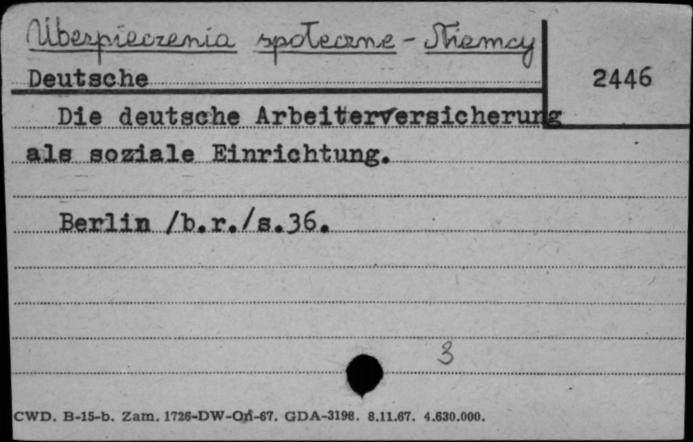 Ubezpieczenia społeczne - Niemcy
Deutsche
2446
Die deutsche Arbeiterversicherung
als soziale Einrichtung.
Berlin /b.r./s.36.
3
CWD. B-15-b. Zam. 1726-DW-On-67. GDA-3198. 8.11.67. 4.630.000.